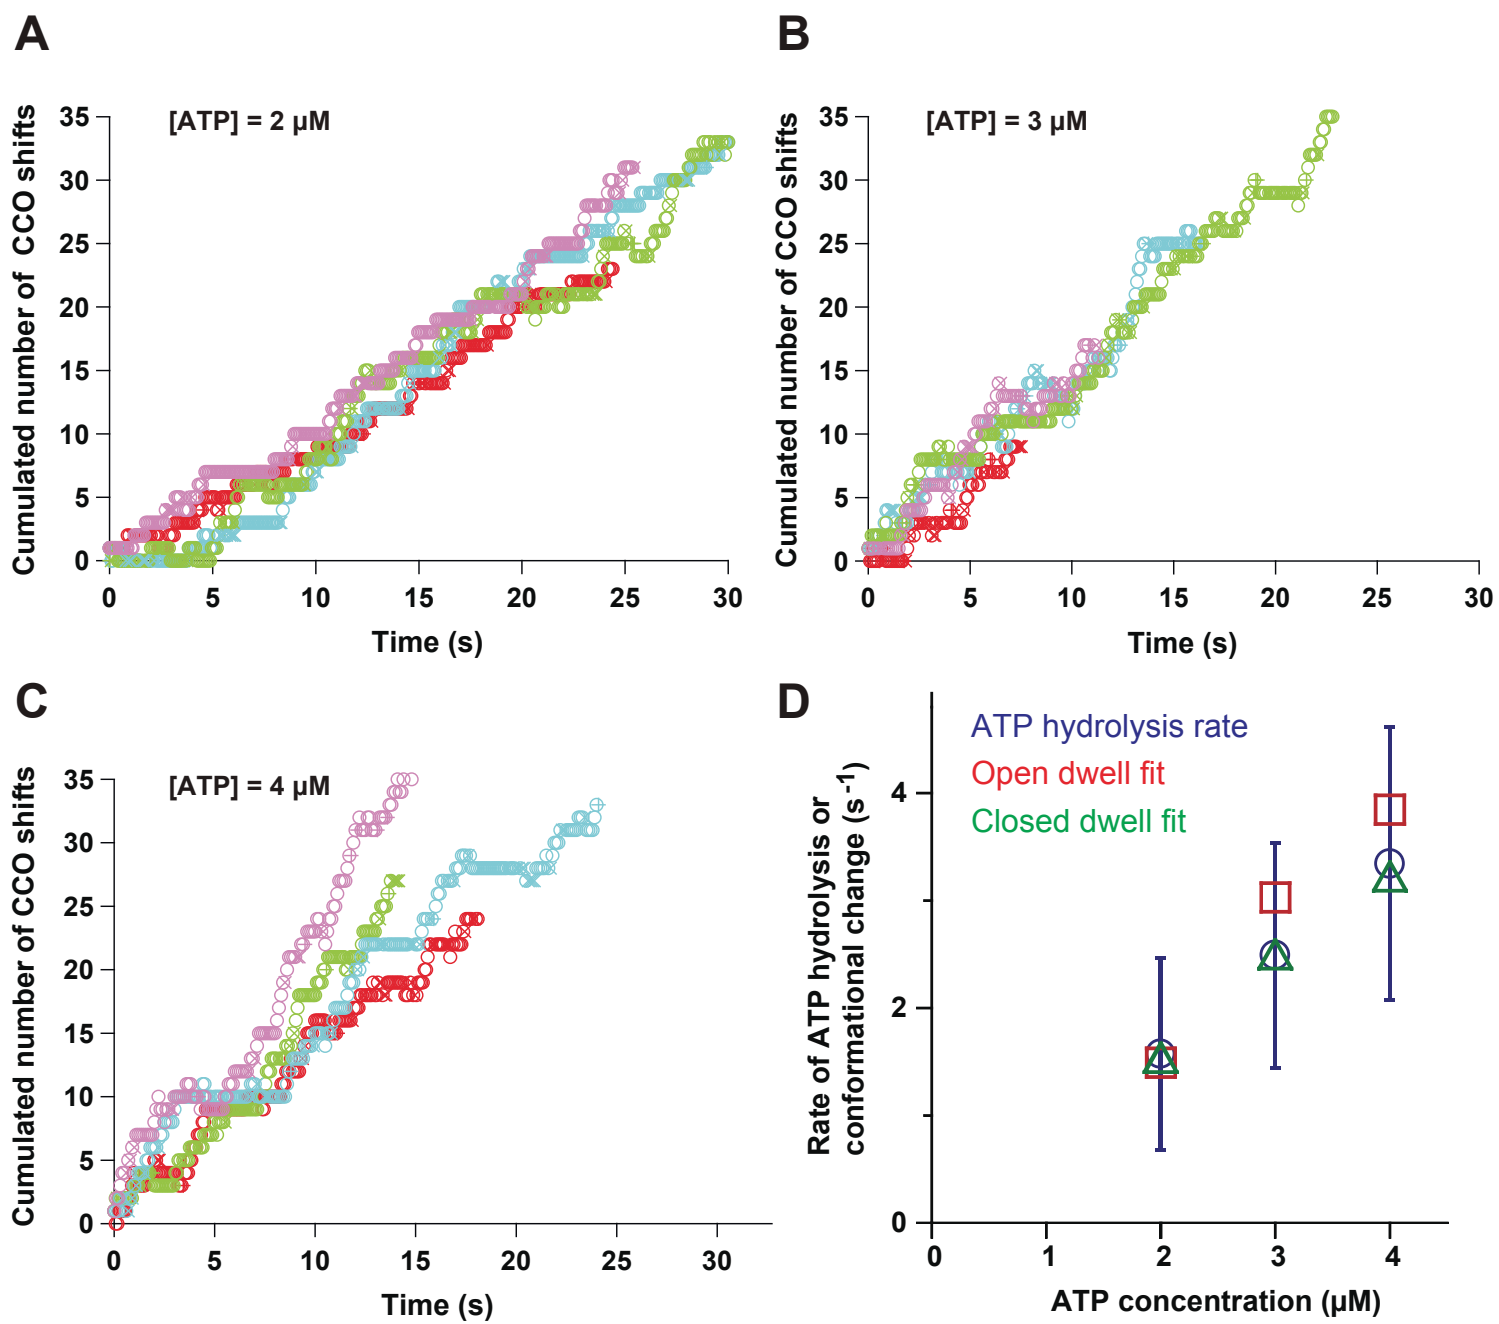 A
[ATP] = 2 µM
Cumulated number of CCO shifts
35
30
25
20
15
10
5
0
0 5 10 15 20 25 30
Time (s)
B
[ATP] = 3 µM
Cumulated number of CCO shifts
35
30
25
20
15
10
5
0
0 5 10 15 20 25 30
Time (s)
C
[ATP] = 4 µM
Cumulated number of CCO shifts
35
30
25
20
15
10
5
0
0 5 10 15 20 25 30
Time (s)
D
ATP hydrolysis rate
Open dwell fit
Closed dwell fit
Rate of ATP hydrolysis or
conformational change (s⁻¹)
4
2
0
0 1 2 3 4
ATP concentration (µM)